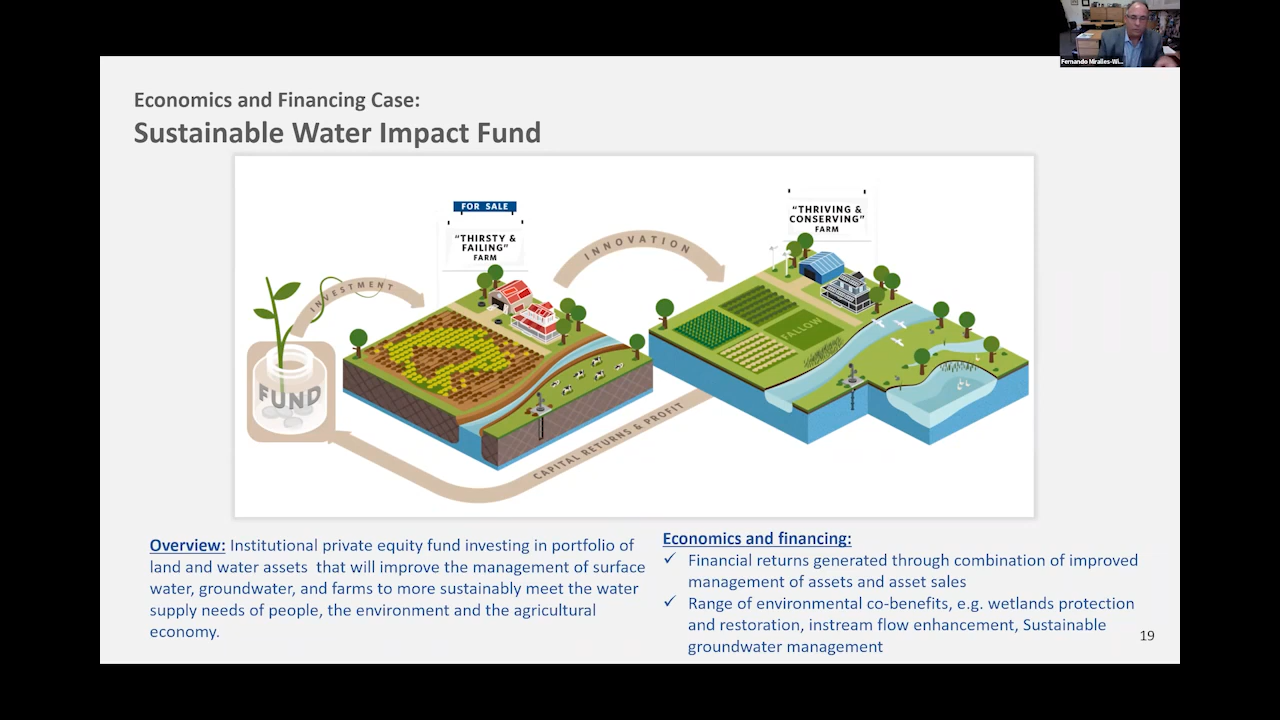 Fernando Miralles-Wi...
Economics and Financing Case:
Sustainable Water Impact Fund
FOR SALE
"THIRSTY &
FAILING"
FARM
"THRIVING &
CONSERVING"
FARM
INVESTMENT
INNOVATION
FALLOW
FUND
CAPITAL RETURNS & PROFIT
Overview: Institutional private equity fund investing in portfolio of
land and water assets that will improve the management of surface
water, groundwater, and farms to more sustainably meet the water
supply needs of people, the environment and the agricultural
economy.
Economics and financing:
✓ Financial returns generated through combination of improved
management of assets and asset sales
✓ Range of environmental co-benefits, e.g. wetlands protection
and restoration, instream flow enhancement, Sustainable
groundwater management
19